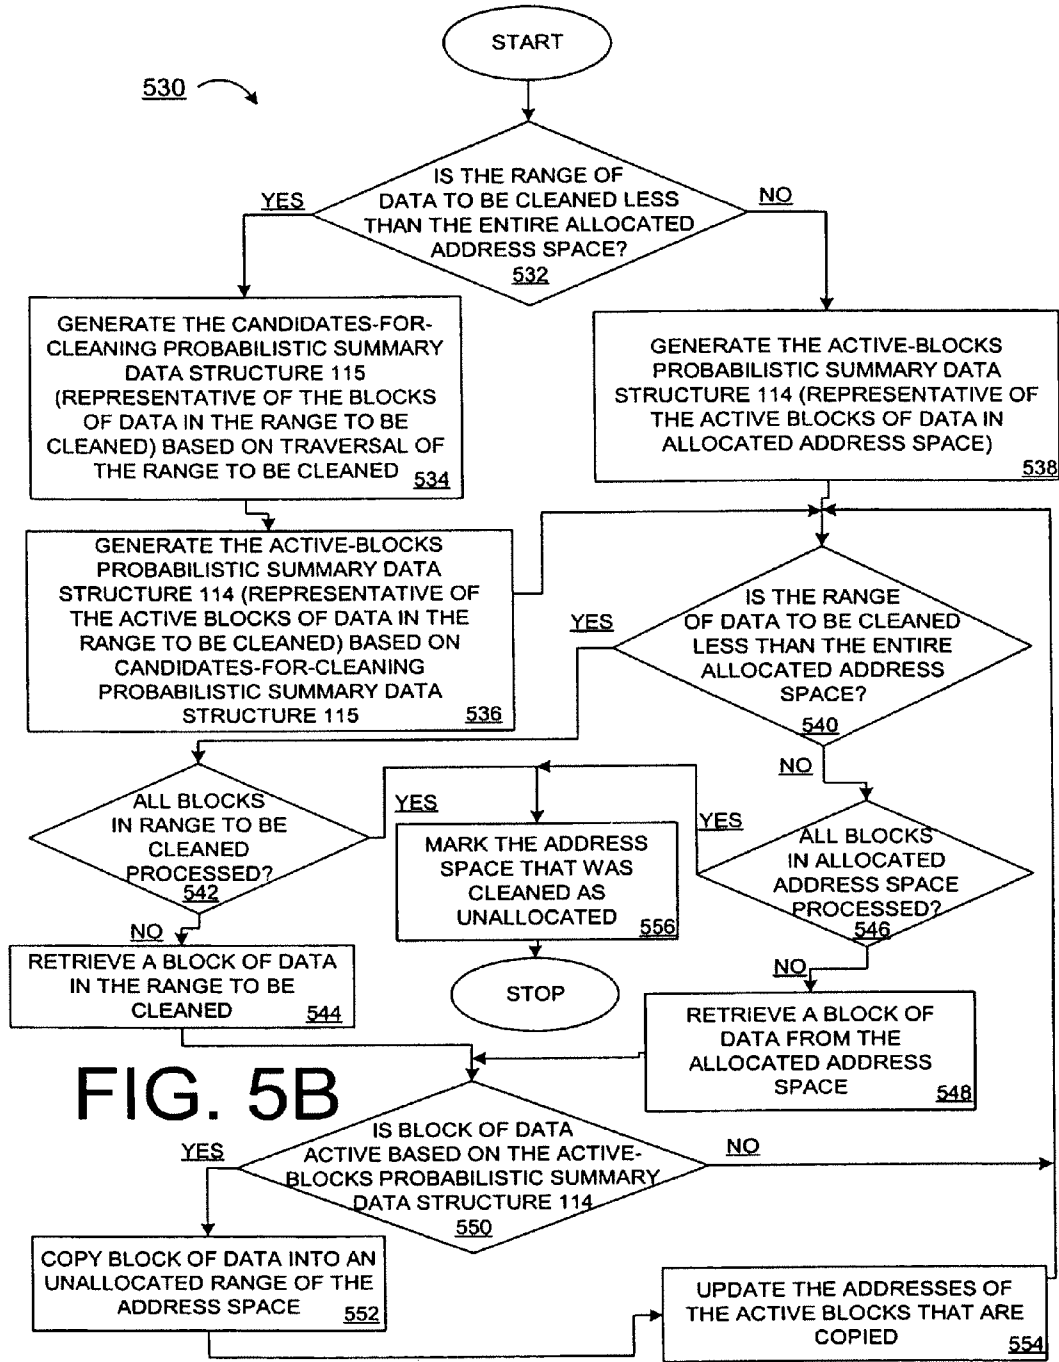 START
530
IS THE RANGE OF
DATA TO BE CLEANED LESS
THAN THE ENTIRE ALLOCATED
ADDRESS SPACE?
532
YES
NO
GENERATE THE CANDIDATES-FOR-
CLEANING PROBABILISTIC SUMMARY
DATA STRUCTURE 115
(REPRESENTATIVE OF THE BLOCKS
OF DATA IN THE RANGE TO BE
CLEANED) BASED ON TRAVERSAL OF
THE RANGE TO BE CLEANED
534
GENERATE THE ACTIVE-BLOCKS
PROBABILISTIC SUMMARY DATA
STRUCTURE 114 (REPRESENTATIVE OF
THE ACTIVE BLOCKS OF DATA IN
ALLOCATED ADDRESS SPACE)
538
GENERATE THE ACTIVE-BLOCKS
PROBABILISTIC SUMMARY DATA
STRUCTURE 114 (REPRESENTATIVE OF
THE ACTIVE BLOCKS OF DATA IN THE
RANGE TO BE CLEANED) BASED ON
CANDIDATES-FOR-CLEANING
PROBABILISTIC SUMMARY DATA
STRUCTURE 115
536
IS THE RANGE
OF DATA TO BE CLEANED
LESS THAN THE ENTIRE
ALLOCATED ADDRESS
SPACE?
540
YES
NO
ALL BLOCKS
IN RANGE TO BE
CLEANED
PROCESSED?
542
YES
NO
MARK THE ADDRESS
SPACE THAT WAS
CLEANED AS
UNALLOCATED
556
STOP
ALL BLOCKS
IN ALLOCATED
ADDRESS SPACE
PROCESSED?
546
YES
NO
RETRIEVE A BLOCK OF DATA
IN THE RANGE TO BE
CLEANED
544
RETRIEVE A BLOCK OF
DATA FROM THE
ALLOCATED ADDRESS
SPACE
548
FIG. 5B
IS BLOCK OF DATA
ACTIVE BASED ON THE ACTIVE-
BLOCKS PROBABILISTIC SUMMARY
DATA STRUCTURE 114
550
YES
NO
COPY BLOCK OF DATA INTO AN
UNALLOCATED RANGE OF THE
ADDRESS SPACE
552
UPDATE THE ADDRESSES OF
THE ACTIVE BLOCKS THAT ARE
COPIED
554